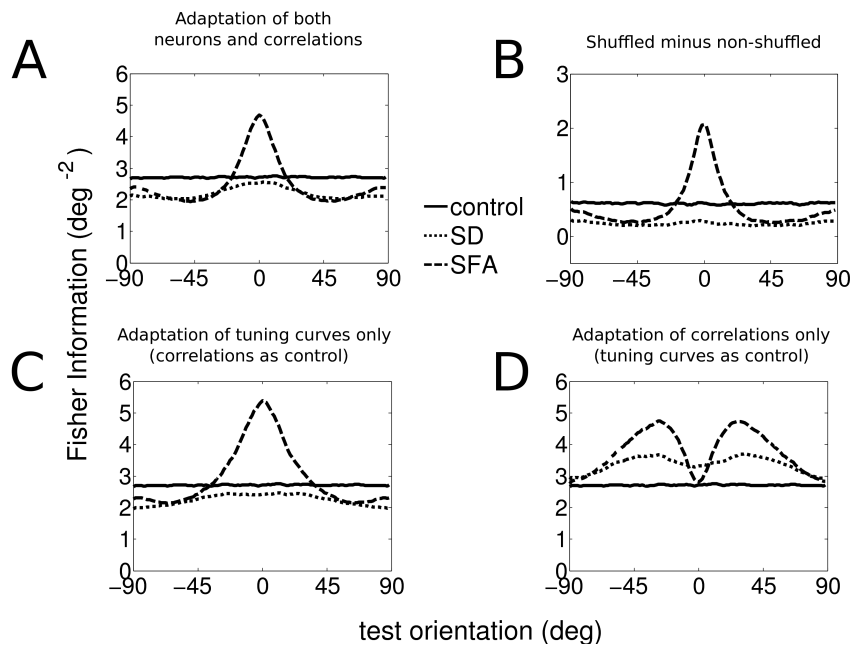 Adaptation of both
neurons and correlations
A
6
5
4
3
2
1
0
−90
−45
0
45
90
Shuffled minus non-shuffled
B
3
2
1
0
−90
−45
0
45
90
control
SD
SFA
Fisher Information (deg -2 )
Adaptation of tuning curves only
(correlations as control)
C
6
5
4
3
2
1
0
−90
−45
0
45
90
Adaptation of correlations only
(tuning curves as control)
D
6
5
4
3
2
1
0
−90
−45
0
45
90
test orientation (deg)